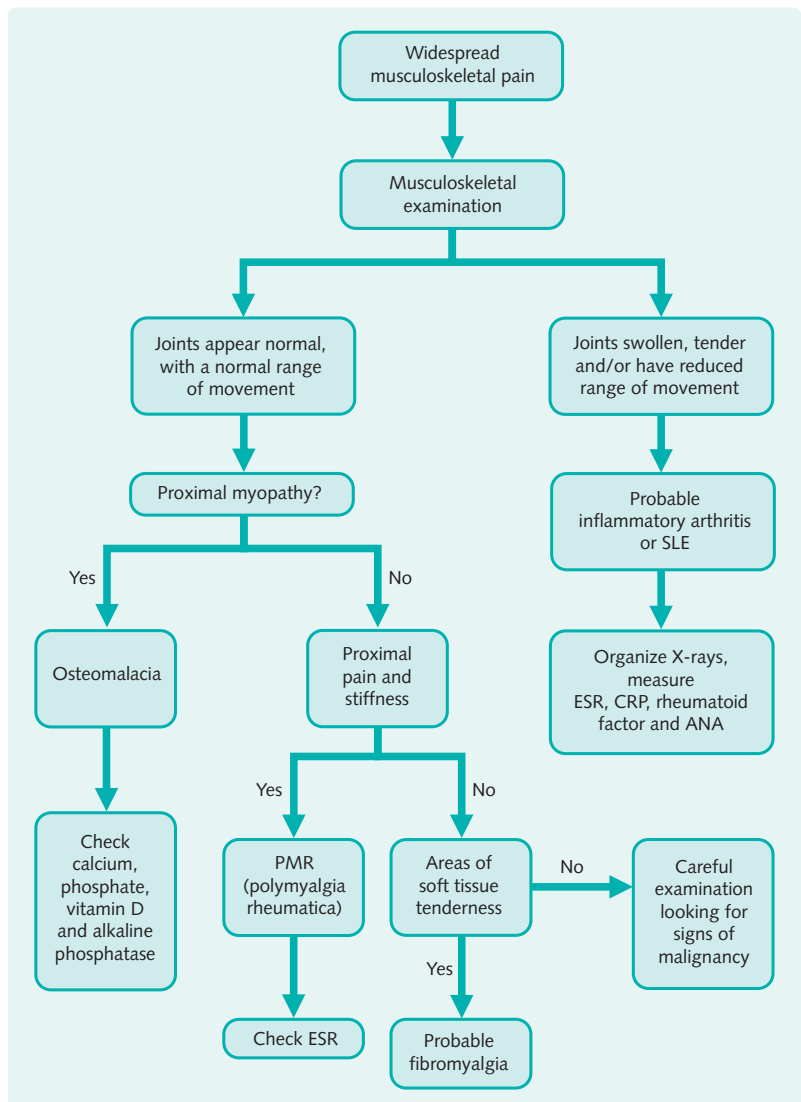 Widespread
musculoskeletal pain
Musculoskeletal
examination
Joints appear normal,
with a normal range
of movement
Joints swollen, tender
and/or have reduced
range of movement
Proximal myopathy?
Probable
inflammatory arthritis
or SLE
Yes
No
Osteomalacia
Proximal
pain and
stiffness
Organize X-rays,
measure
ESR, CRP, rheumatoid
factor and ANA
Yes
No
Check
calcium,
phosphate,
vitamin D
and alkaline
phosphatase
PMR
(polymyalgia
rheumatica)
Areas of
soft tissue
tenderness
No
Careful
examination
looking for
signs of
malignancy
Yes
Check ESR
Probable
fibromyalgia